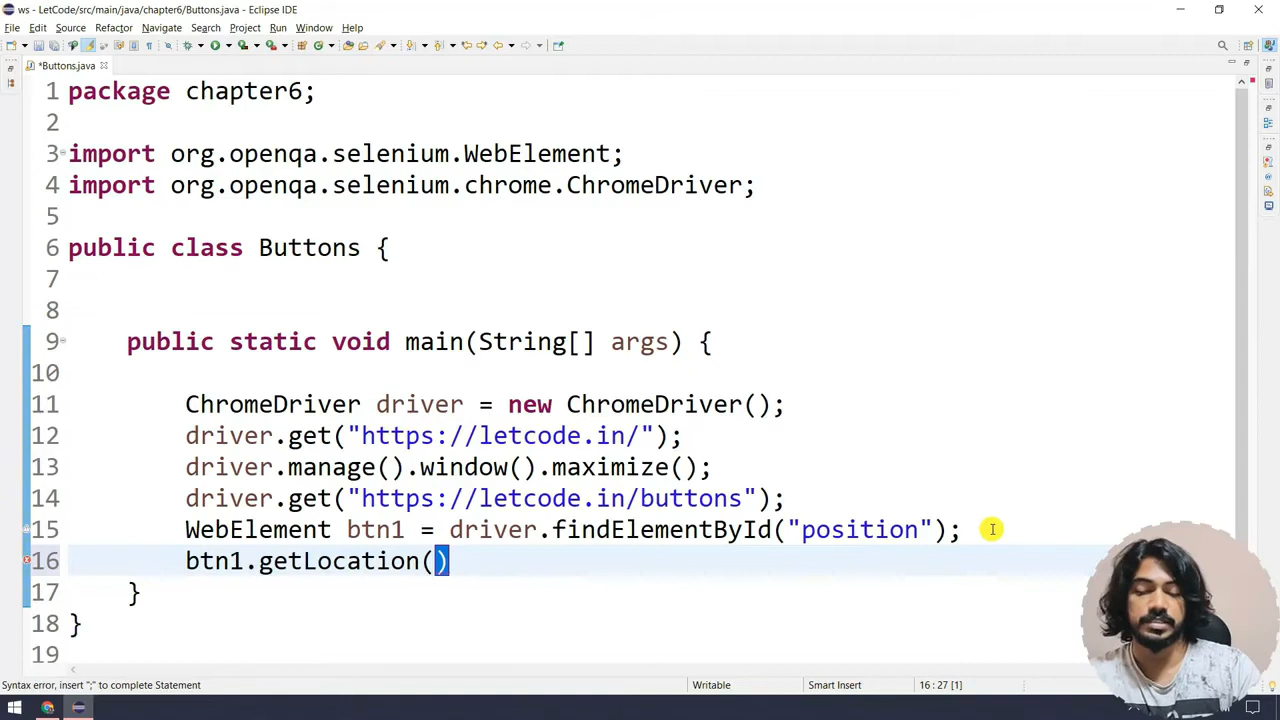 ws - LetCode/src/main/java/chapter6/Buttons.java - Eclipse IDE
File Edit Source Refactor Navigate Search Project Run Window Help
*Buttons.java
1 package chapter6;
2
3 import org.openqa.selenium.WebElement;
4 import org.openqa.selenium.chrome.ChromeDriver;
5
6 public class Buttons {
7
8
9 public static void main(String[] args) {
10
11 ChromeDriver driver = new ChromeDriver();
12 driver.get("https://letcode.in/");
13 driver.manage().window().maximize();
14 driver.get("https://letcode.in/buttons");
15 WebElement btn1 = driver.findElementById("position");
16 btn1.getLocation()
17 }
18 }
19
Syntax error, insert ";" to complete Statement Writable Smart Insert 16 : 27 [1]